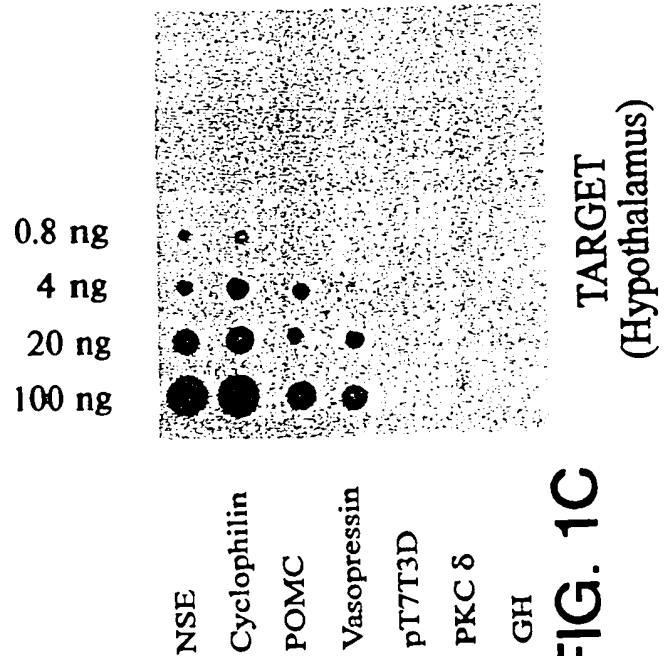 0.8 ng
4 ng
20 ng
100 ng
NSE
Cyclophilin
POMC
Vasopressin
pT7T3D
PKC δ
GH
TARGET
(Hypothalamus)
FIG. 1C